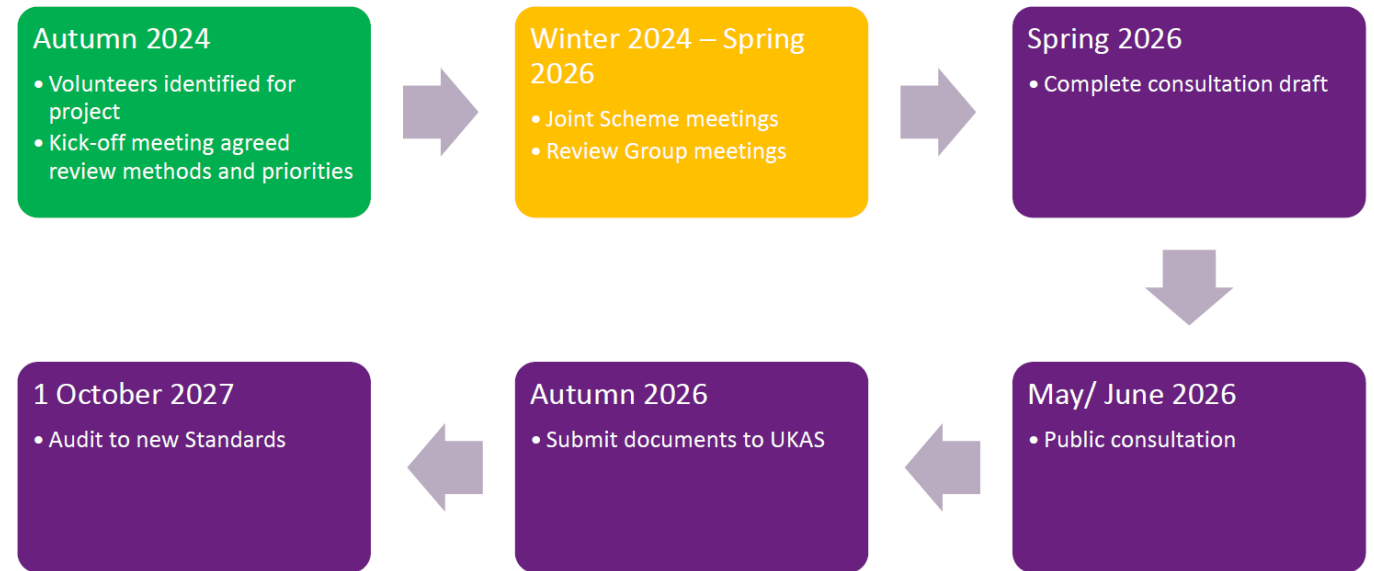 Autumn 2024
• Volunteers identified for
project
• Kick-off meeting agreed
review methods and priorities
Winter 2024 – Spring
2026
• Joint Scheme meetings
• Review Group meetings
Spring 2026
• Complete consultation draft
May/ June 2026
• Public consultation
Autumn 2026
• Submit documents to UKAS
1 October 2027
• Audit to new Standards